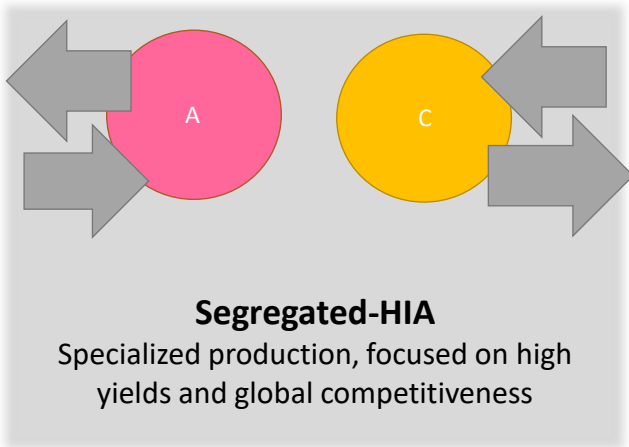 A
C
Segregated-HIA
Specialized production, focused on high
yields and global competitiveness